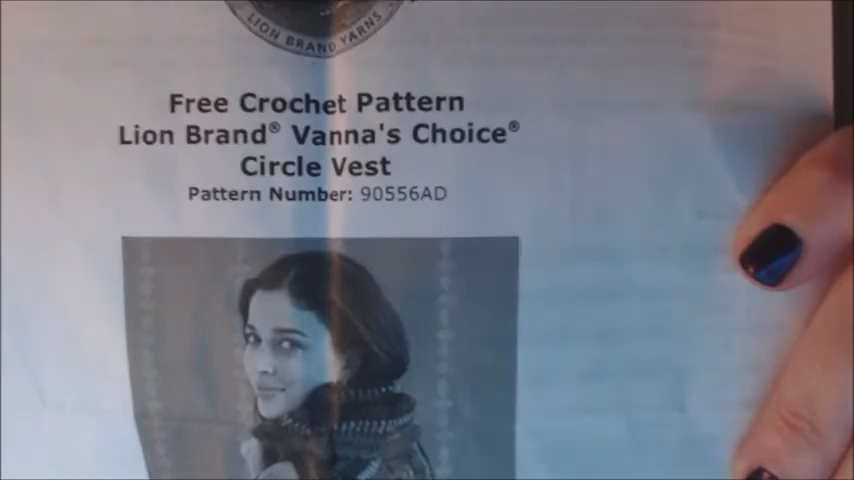 LION BRAND YARNS
Free Crochet Pattern
Lion Brand® Vanna's Choice®
Circle Vest
Pattern Number: 90556AD